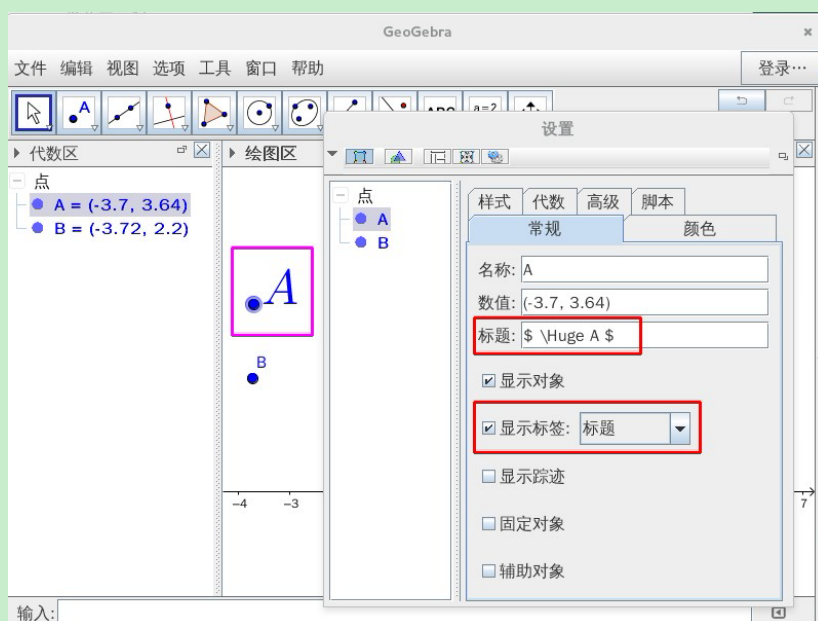 GeoGebra
文件 编辑 视图 选项 工具 窗口 帮助 登录…
A ABC a=2
设置
代数区 绘图区
点
A = (-3.7, 3.64)
B = (-3.72, 2.2)
A
B
-4 -3 7
点
A
B
样式 代数 高级 脚本
常规 颜色
名称: A
数值: (-3.7, 3.64)
标题: $ \Huge A $
显示对象
显示标签: 标题
显示踪迹
固定对象
辅助对象
输入: